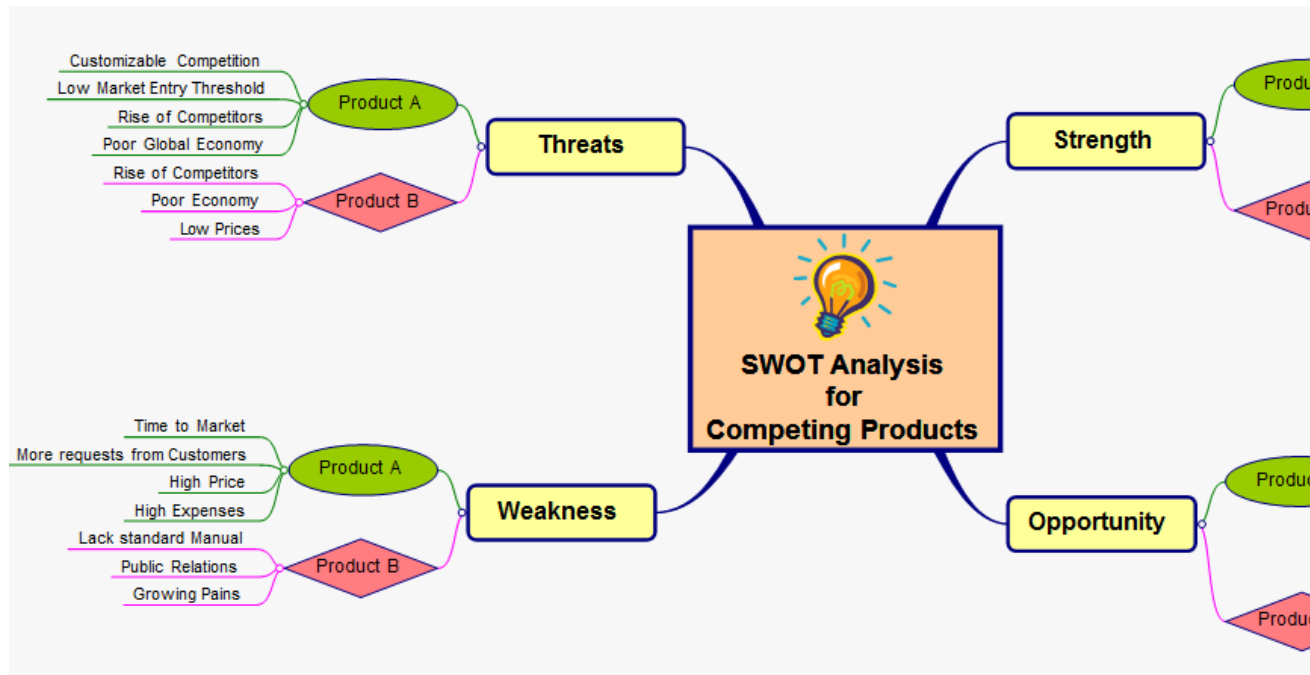 Customizable Competition
Low Market Entry Threshold
Rise of Competitors
Poor Global Economy
Product A
Rise of Competitors
Poor Economy
Low Prices
Product B
Threats
Strength
SWOT Analysis
for
Competing Products
Time to Market
More requests from Customers
High Price
High Expenses
Product A
Lack standard Manual
Public Relations
Growing Pains
Product B
Weakness
Opportunity